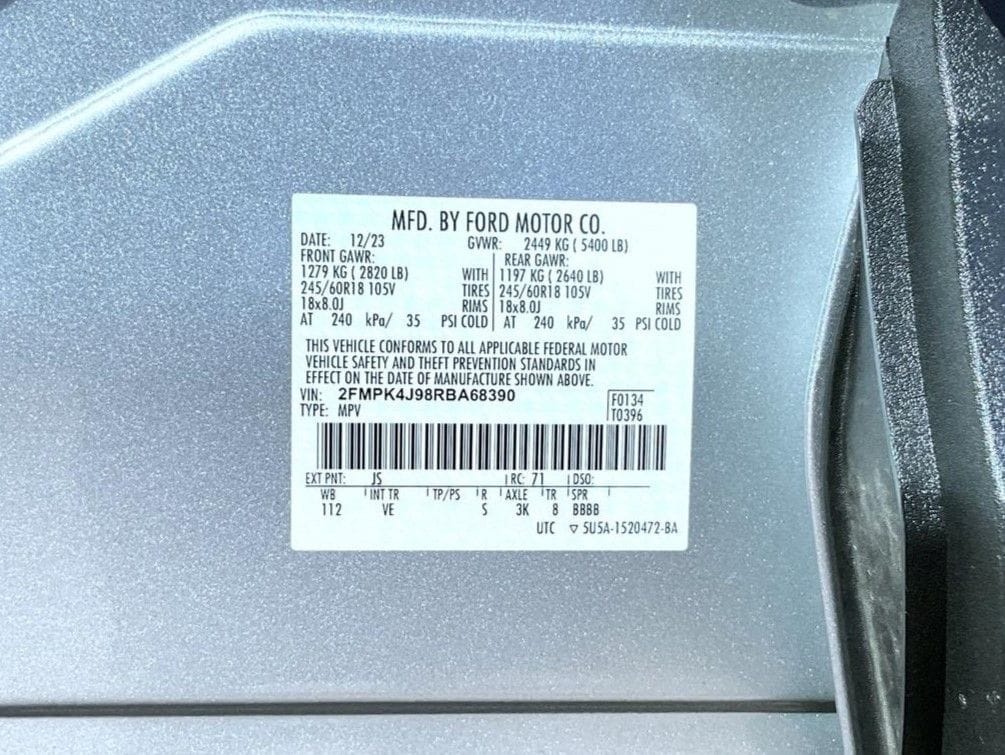 MFD. BY FORD MOTOR CO.
DATE: 12/23 GVWR: 2449 KG ( 5400 LB)
FRONT GAWR: REAR GAWR:
1279 KG ( 2820 LB) WITH 1197 KG ( 2640 LB) WITH
245/60R18 105V TIRES 245/60R18 105V TIRES
18x8.0J RIMS 18x8.0J RIMS
AT 240 kPa/ 35 PSI COLD AT 240 kPa/ 35 PSI COLD
THIS VEHICLE CONFORMS TO ALL APPLICABLE FEDERAL MOTOR
VEHICLE SAFETY AND THEFT PREVENTION STANDARDS IN
EFFECT ON THE DATE OF MANUFACTURE SHOWN ABOVE.
VIN: 2FMPK4J98RBA68390 F0134
TYPE: MPV T0396
EXT PNT: JS RC: 71 DSO:
WB INT TR TP/PS R AXLE TR SPR
112 VE S 3K 8 BBBB
UTC ▽ 5U5A-1520472-BA